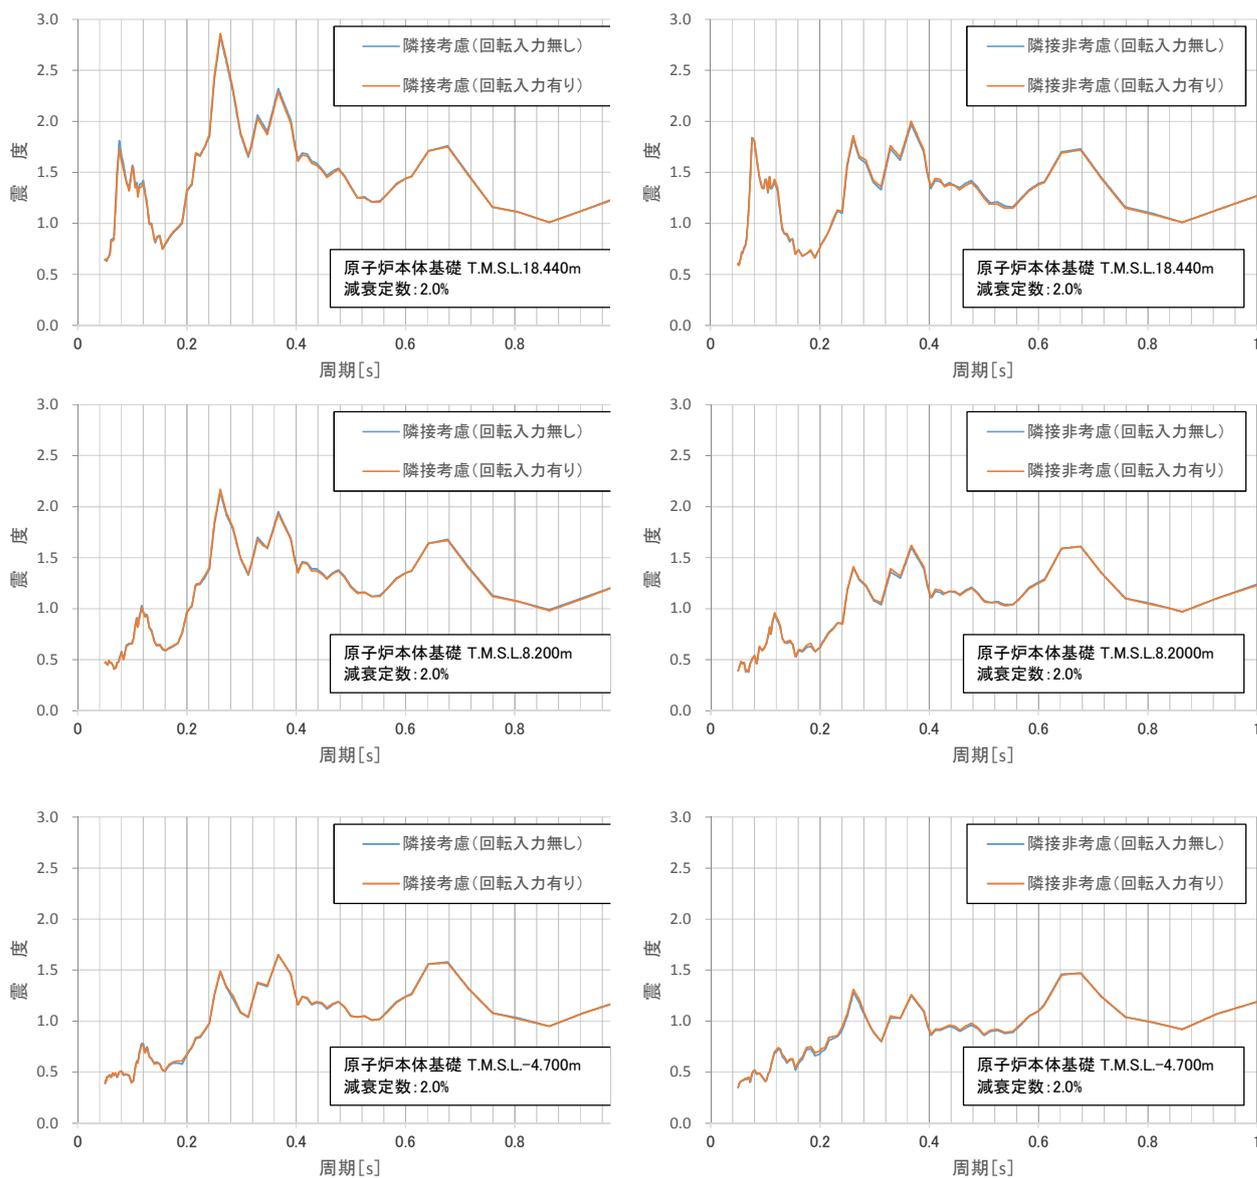 3.0
2.5
2.0
1.5
1.0
0.5
0.0
震 度
0
0.2
0.4
0.6
0.8
周期[s]
隣接考慮(回転入力無し)
隣接考慮(回転入力有り)
原子炉本体基礎 T.M.S.L.18.440m
減衰定数:2.0%
3.0
2.5
2.0
1.5
1.0
0.5
0.0
震 度
0
0.2
0.4
0.6
0.8
1
周期[s]
隣接非考慮(回転入力無し)
隣接非考慮(回転入力有り)
原子炉本体基礎 T.M.S.L.18.440m
減衰定数:2.0%
3.0
2.5
2.0
1.5
1.0
0.5
0.0
震 度
0
0.2
0.4
0.6
0.8
周期[s]
隣接考慮(回転入力無し)
隣接考慮(回転入力有り)
原子炉本体基礎 T.M.S.L.8.200m
減衰定数:2.0%
3.0
2.5
2.0
1.5
1.0
0.5
0.0
震 度
0
0.2
0.4
0.6
0.8
1
周期[s]
隣接非考慮(回転入力無し)
隣接非考慮(回転入力有り)
原子炉本体基礎 T.M.S.L.8.2000m
減衰定数:2.0%
3.0
2.5
2.0
1.5
1.0
0.5
0.0
震 度
0
0.2
0.4
0.6
0.8
周期[s]
隣接考慮(回転入力無し)
隣接考慮(回転入力有り)
原子炉本体基礎 T.M.S.L.-4.700m
減衰定数:2.0%
3.0
2.5
2.0
1.5
1.0
0.5
0.0
震 度
0
0.2
0.4
0.6
0.8
1
周期[s]
隣接非考慮(回転入力無し)
隣接非考慮(回転入力有り)
原子炉本体基礎 T.M.S.L.-4.700m
減衰定数:2.0%